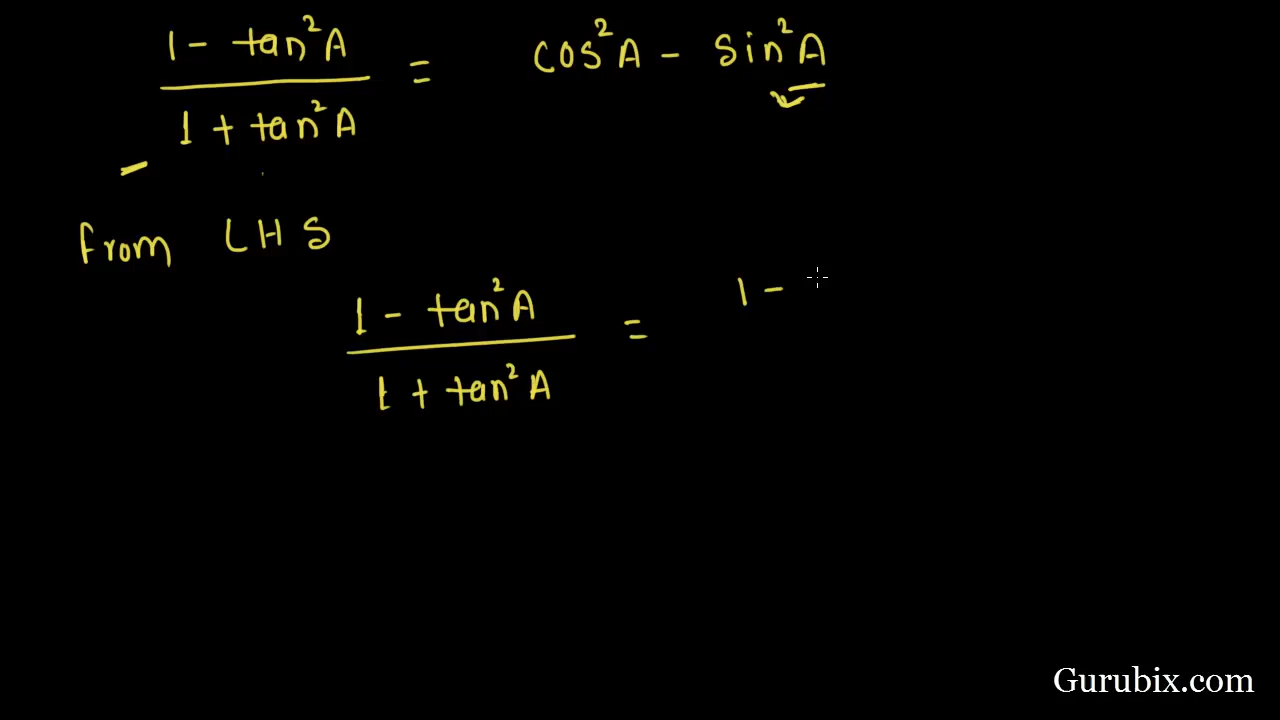 1 - tan²A / 1 + tan²A = cos²A - sin²A
from LHS
1 - tan²A / 1 + tan²A = 1 -
Gurubix.com